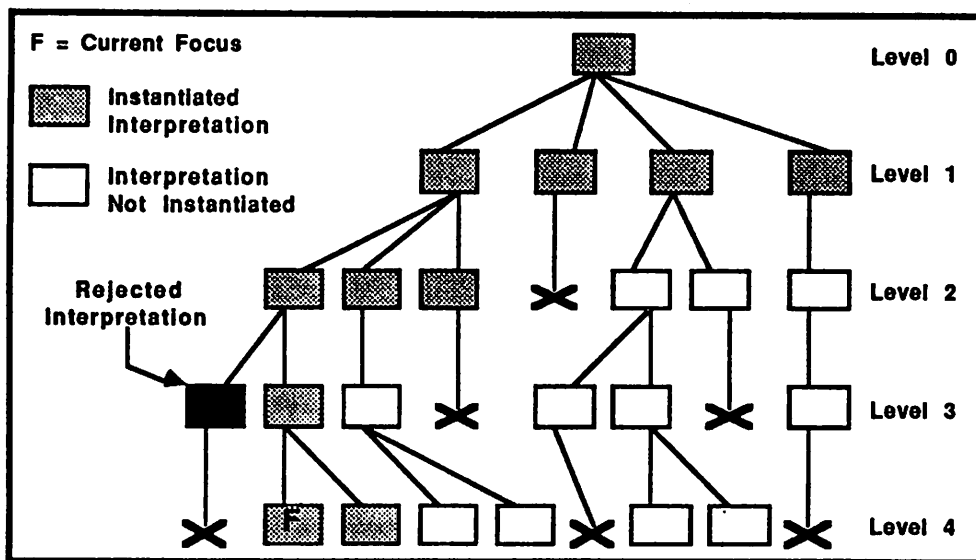 F = Current Focus
Instantiated
Interpretation
Interpretation
Not Instantiated
Rejected
Interpretation
Level 0
Level 1
Level 2
Level 3
F
Level 4